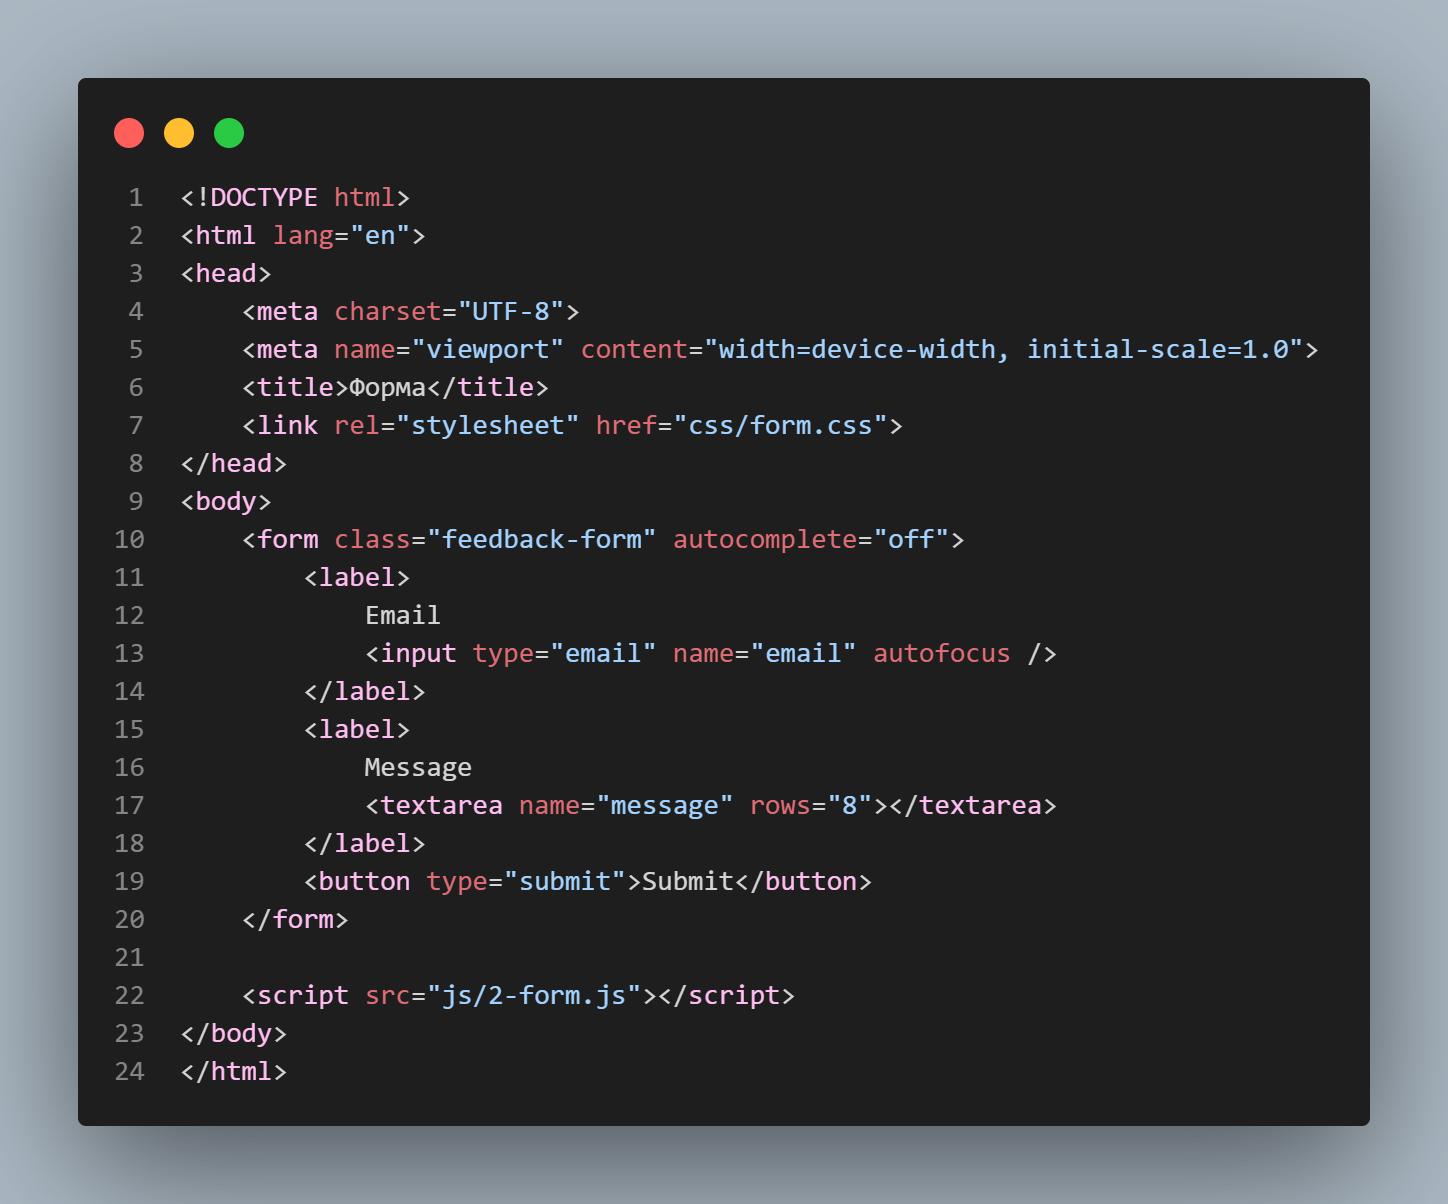 1 <!DOCTYPE html>
2 <html lang="en">
3 <head>
4     <meta charset="UTF-8">
5     <meta name="viewport" content="width=device-width, initial-scale=1.0">
6     <title>Форма</title>
7     <link rel="stylesheet" href="css/form.css">
8 </head>
9 <body>
10     <form class="feedback-form" autocomplete="off">
11         <label>
12             Email
13             <input type="email" name="email" autofocus />
14         </label>
15         <label>
16             Message
17             <textarea name="message" rows="8"></textarea>
18         </label>
19         <button type="submit">Submit</button>
20     </form>
21
22     <script src="js/2-form.js"></script>
23 </body>
24 </html>